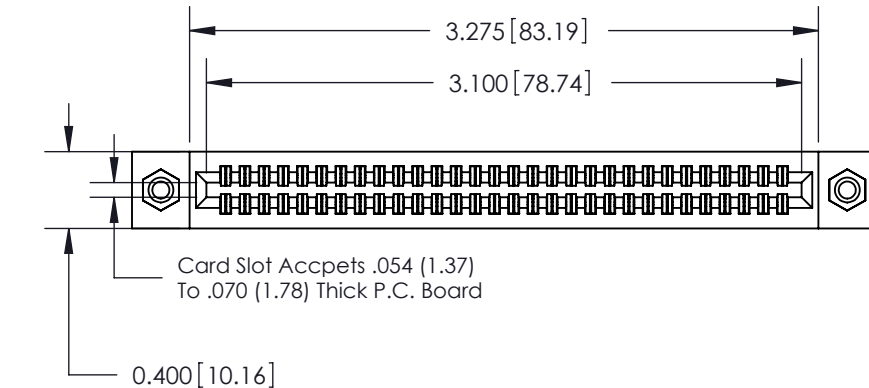 3.275[83.19]
3.100[78.74]
Card Slot Accpets .054 (1.37)
To .070 (1.78) Thick P.C. Board
0.400[10.16]